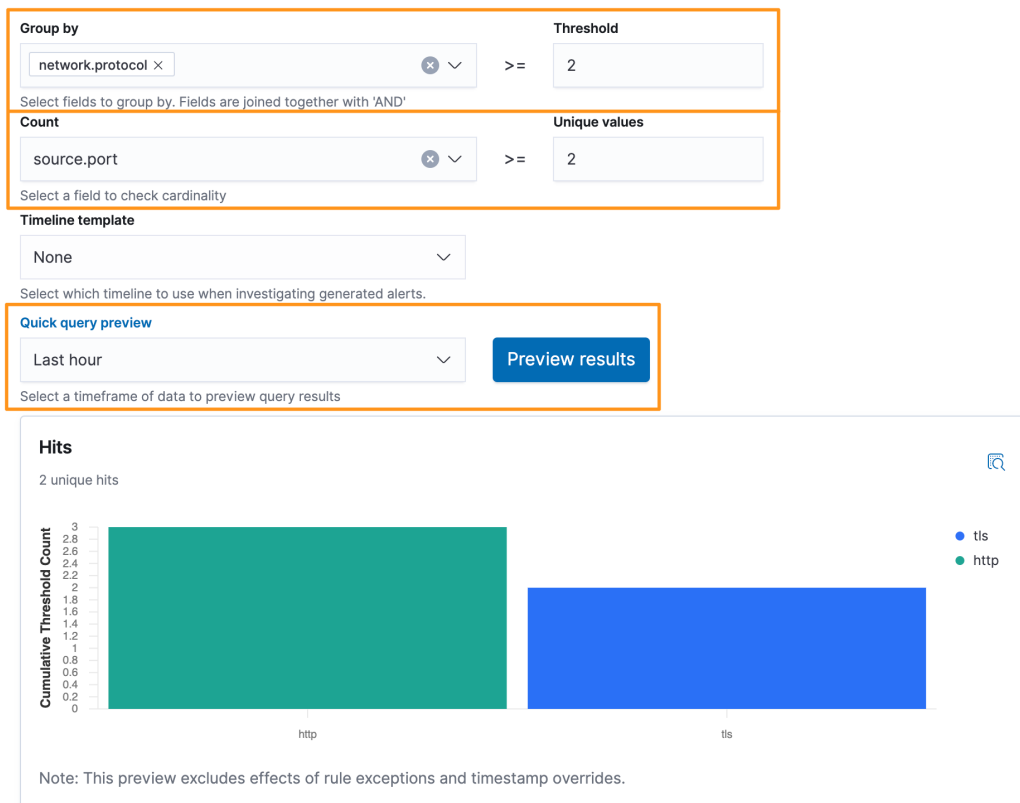 Group by
Threshold
network.protocol
>=
2
Select fields to group by. Fields are joined together with 'AND'
Count
Unique values
source.port
>=
2
Select a field to check cardinality
Timeline template
None
Select which timeline to use when investigating generated alerts.
Quick query preview
Last hour
Preview results
Select a timeframe of data to preview query results
Hits
2 unique hits
Cumulative Threshold Count
3
2.8
2.6
2.4
2.2
2
1.8
1.6
1.4
1.2
1
0.8
0.6
0.4
0.2
0
tls
http
http
tls
Note: This preview excludes effects of rule exceptions and timestamp overrides.